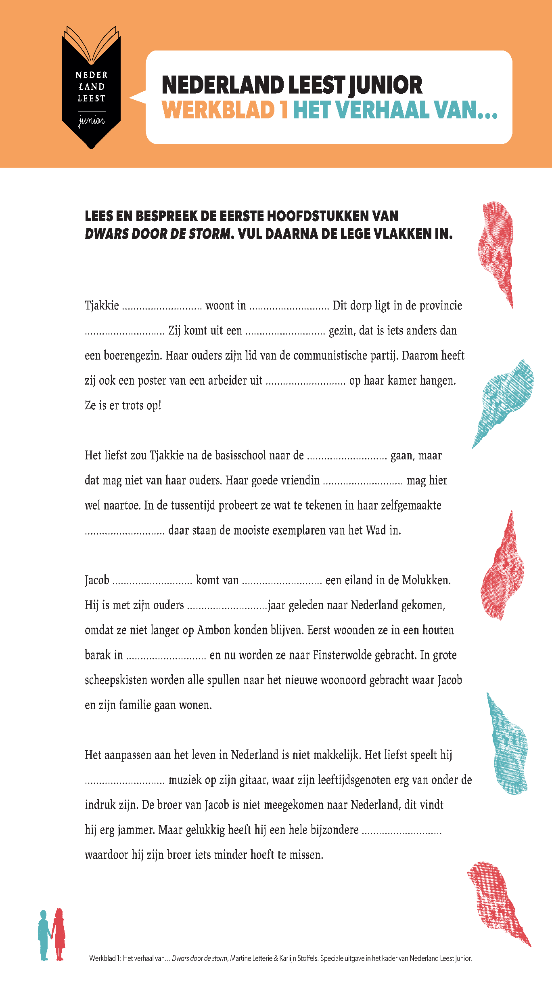 NEDER
LAND
LEEST
junior
NEDERLAND LEEST JUNIOR
WERKBLAD 1 HET VERHAAL VAN...
LEES EN BESPREEK DE EERSTE HOOFDSTUKKEN VAN
DWARS DOOR DE STORM. VUL DAARNA DE LEGE VLAKKEN IN.
Tjakkie ............................ woont in ............................ Dit dorp ligt in de provincie
............................ Zij komt uit een ............................ gezin, dat is iets anders dan
een boerengezin. Haar ouders zijn lid van de communistische partij. Daarom heeft
zij ook een poster van een arbeider uit ............................ op haar kamer hangen.
Ze is er trots op!
Het liefst zou Tjakkie na de basisschool naar de ............................ gaan, maar
dat mag niet van haar ouders. Haar goede vriendin ............................ mag hier
wel naartoe. In de tussentijd probeert ze wat te tekenen in haar zelfgemaakte
............................ daar staan de mooiste exemplaren van het Wad in.
Jacob ............................ komt van ............................ een eiland in de Molukken.
Hij is met zijn ouders ............................jaar geleden naar Nederland gekomen,
omdat ze niet langer op Ambon konden blijven. Eerst woonden ze in een houten
barak in ............................ en nu worden ze naar Finsterwolde gebracht. In grote
scheepskisten worden alle spullen naar het nieuwe woonoord gebracht waar Jacob
en zijn familie gaan wonen.
Het aanpassen aan het leven in Nederland is niet makkelijk. Het liefst speelt hij
............................ muziek op zijn gitaar, waar zijn leeftijdsgenoten erg van onder de
indruk zijn. De broer van Jacob is niet meegekomen naar Nederland, dit vindt
hij erg jammer. Maar gelukkig heeft hij een hele bijzondere ............................
waardoor hij zijn broer iets minder hoeft te missen.
Werkblad 1: Het verhaal van... Dwars door de storm, Martine Letterie & Karlijn Stoffels. Speciale uitgave in het kader van Nederland Leest Junior.